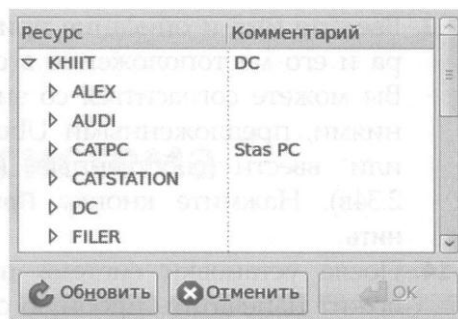 Ресурс Комментарий
KHIIT DC
ALEX
AUDI
CATPC Stas PC
CATSTATION
DC
FILER
Обновить Отменить OK